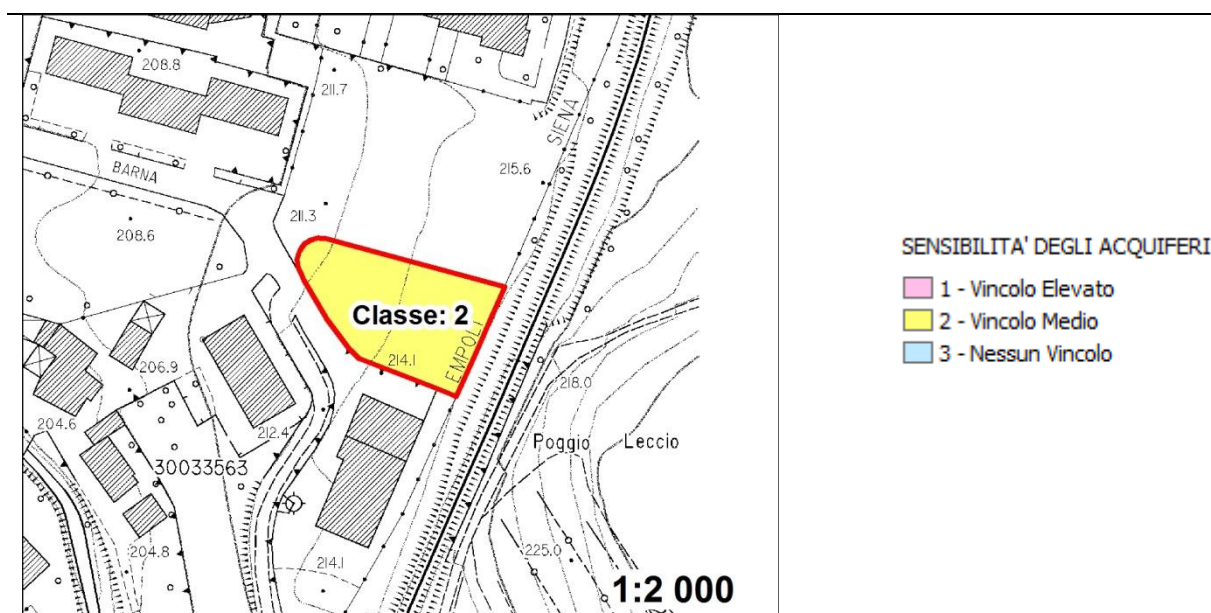 208.8
211.7
SIENA
BARNA
215.6
211.3
208.6
Classe: 2
214.1
EMPOLI
206.9
218.0
204.6
212.4
Poggio Leccio
30033563
204.8
225.0
214.1
1:2 000
SENSIBILITA' DEGLI ACQUIFERI
1 - Vincolo Elevato
2 - Vincolo Medio
3 - Nessun Vincolo